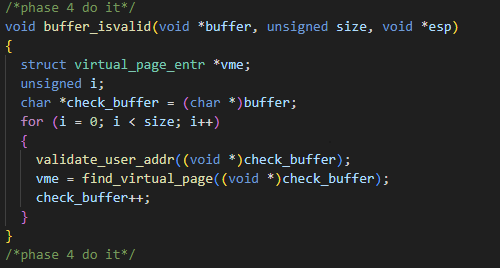 /*phase 4 do it*/
void buffer_isvalid(void *buffer, unsigned size, void *esp)
{
  struct virtual_page_entr *vme;
  unsigned i;
  char *check_buffer = (char *)buffer;
  for (i = 0; i < size; i++)
  {
    validate_user_addr((void *)check_buffer);
    vme = find_virtual_page((void *)check_buffer);
    check_buffer++;
  }
}
/*phase 4 do it*/